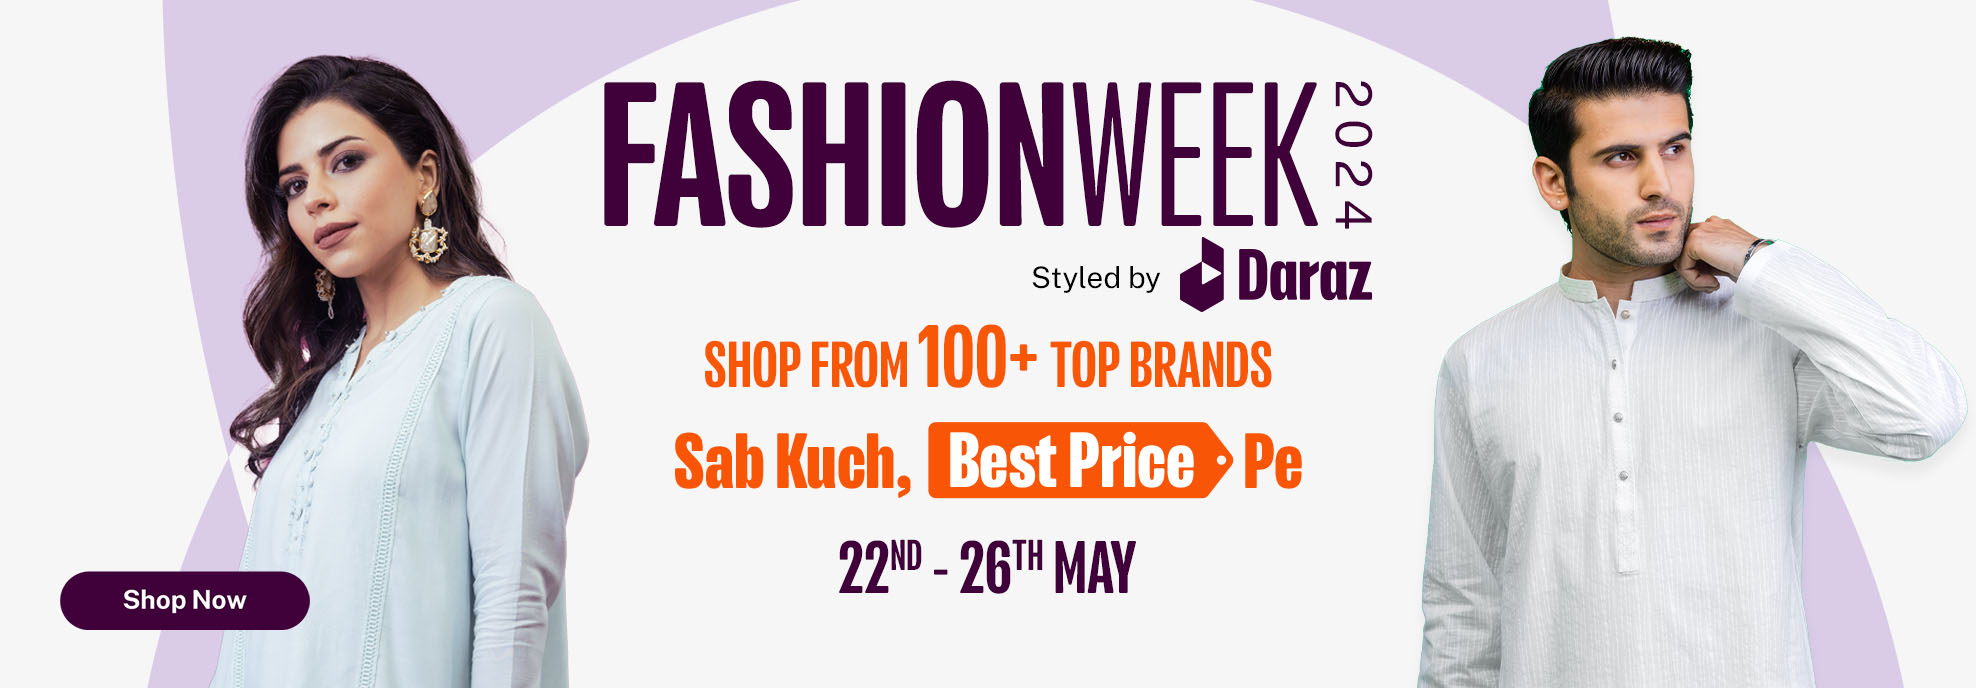 FASHIONWEEK 2024
Styled by Daraz
SHOP FROM 100+ TOP BRANDS
Sab Kuch, Best Price Pe
22ND - 26TH MAY
Shop Now